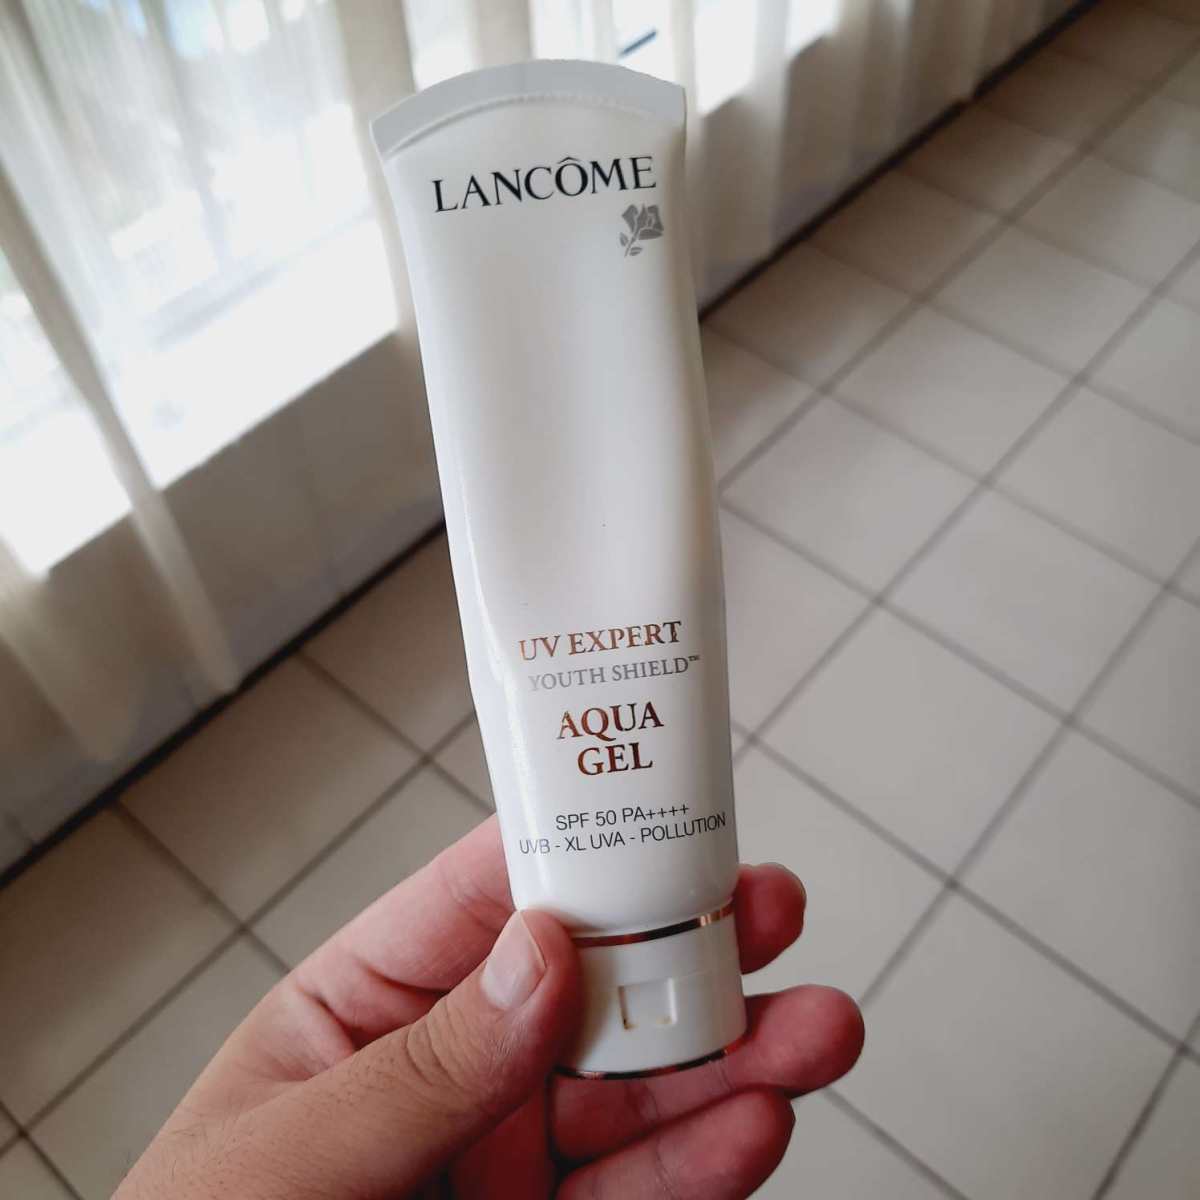 LANCÔME
UV EXPERT
YOUTH SHIELD™
AQUA
GEL
SPF 50 PA++++
UVB - XL UVA - POLLUTION